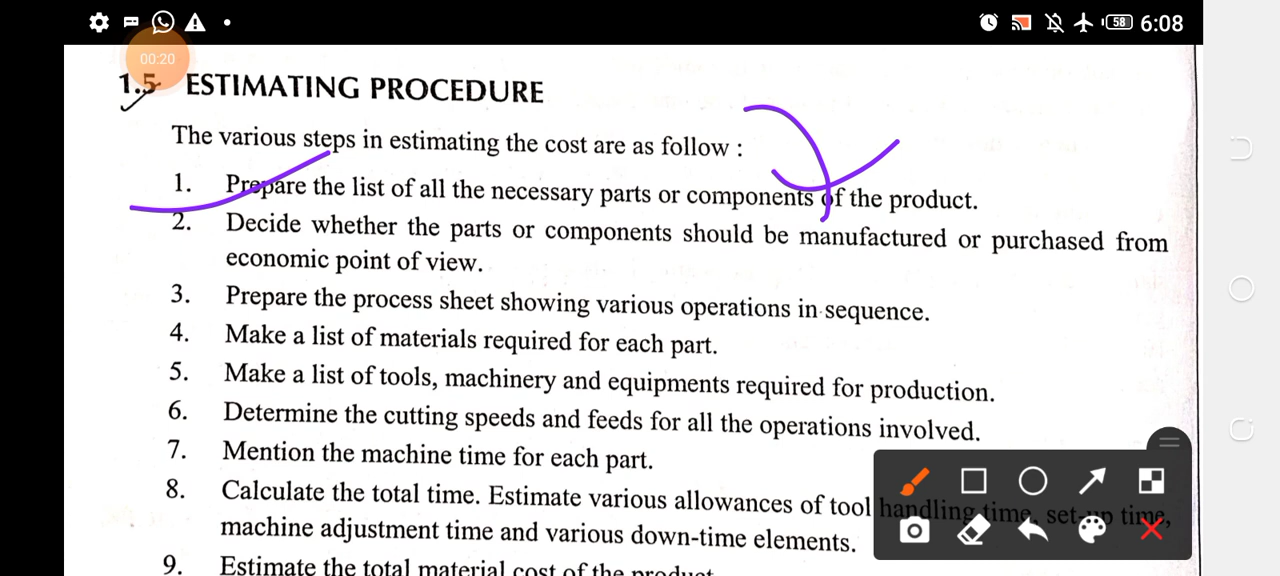 58 6:08
00:20
1.5 ESTIMATING PROCEDURE
The various steps in estimating the cost are as follow :
1. Prepare the list of all the necessary parts or components of the product.
2. Decide whether the parts or components should be manufactured or purchased from
economic point of view.
3. Prepare the process sheet showing various operations in sequence.
4. Make a list of materials required for each part.
5. Make a list of tools, machinery and equipments required for production.
6. Determine the cutting speeds and feeds for all the operations involved.
7. Mention the machine time for each part.
8. Calculate the total time. Estimate various allowances of tool handling time, set-up time,
machine adjustment time and various down-time elements.
9. Estimate the total material cost of the product